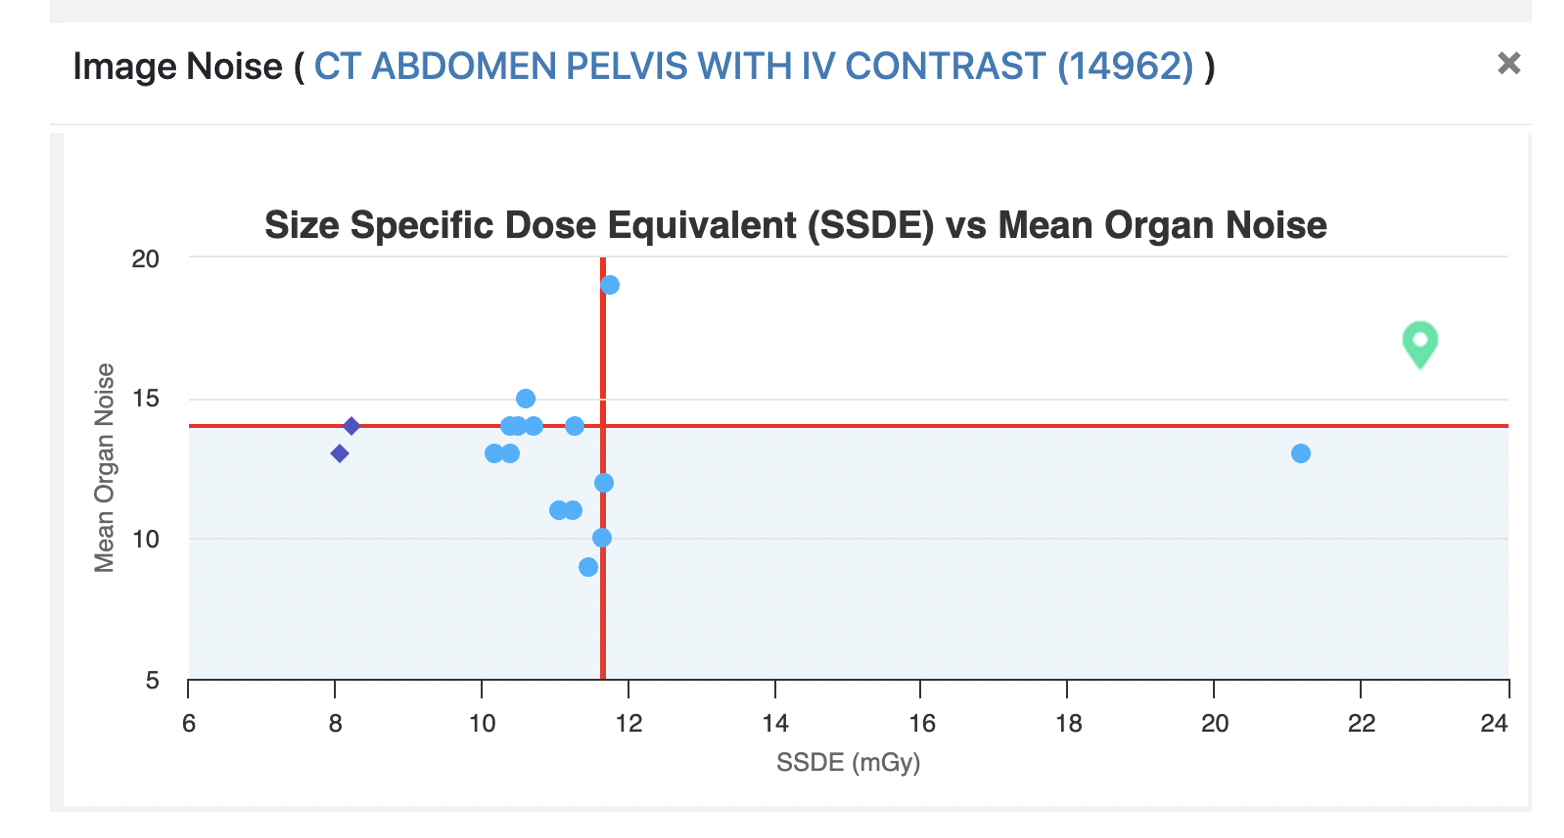 Image Noise ( CT ABDOMEN PELVIS WITH IV CONTRAST (14962) ) ×
Size Specific Dose Equivalent (SSDE) vs Mean Organ Noise
20
15
10
5
Mean Organ Noise
6 8 10 12 14 16 18 20 22 24
SSDE (mGy)